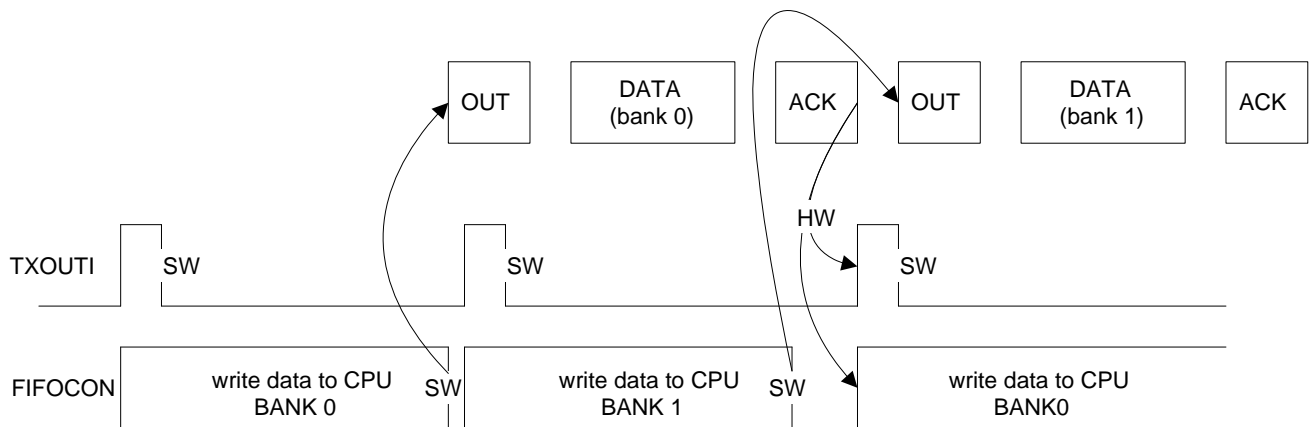 OUT
DATA
(bank 0)
ACK
OUT
DATA
(bank 1)
ACK
HW
TXOUTI
SW
SW
SW
FIFOCON
write data to CPU
BANK 0
SW
write data to CPU
BANK 1
SW
write data to CPU
BANK0